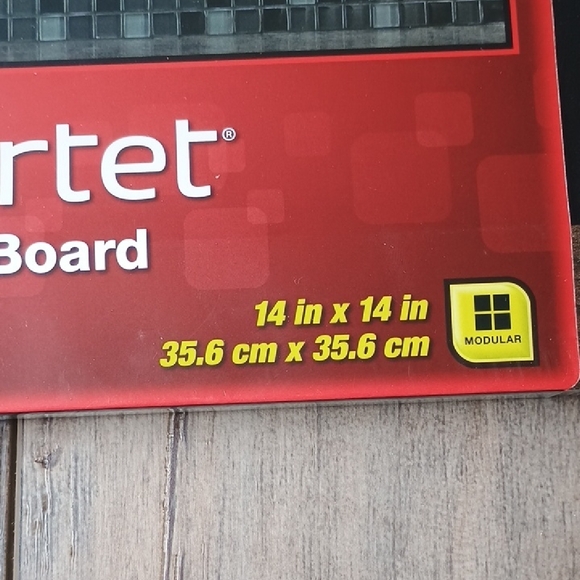 rtet®
Board
14 in x 14 in
35.6 cm x 35.6 cm
MODULAR